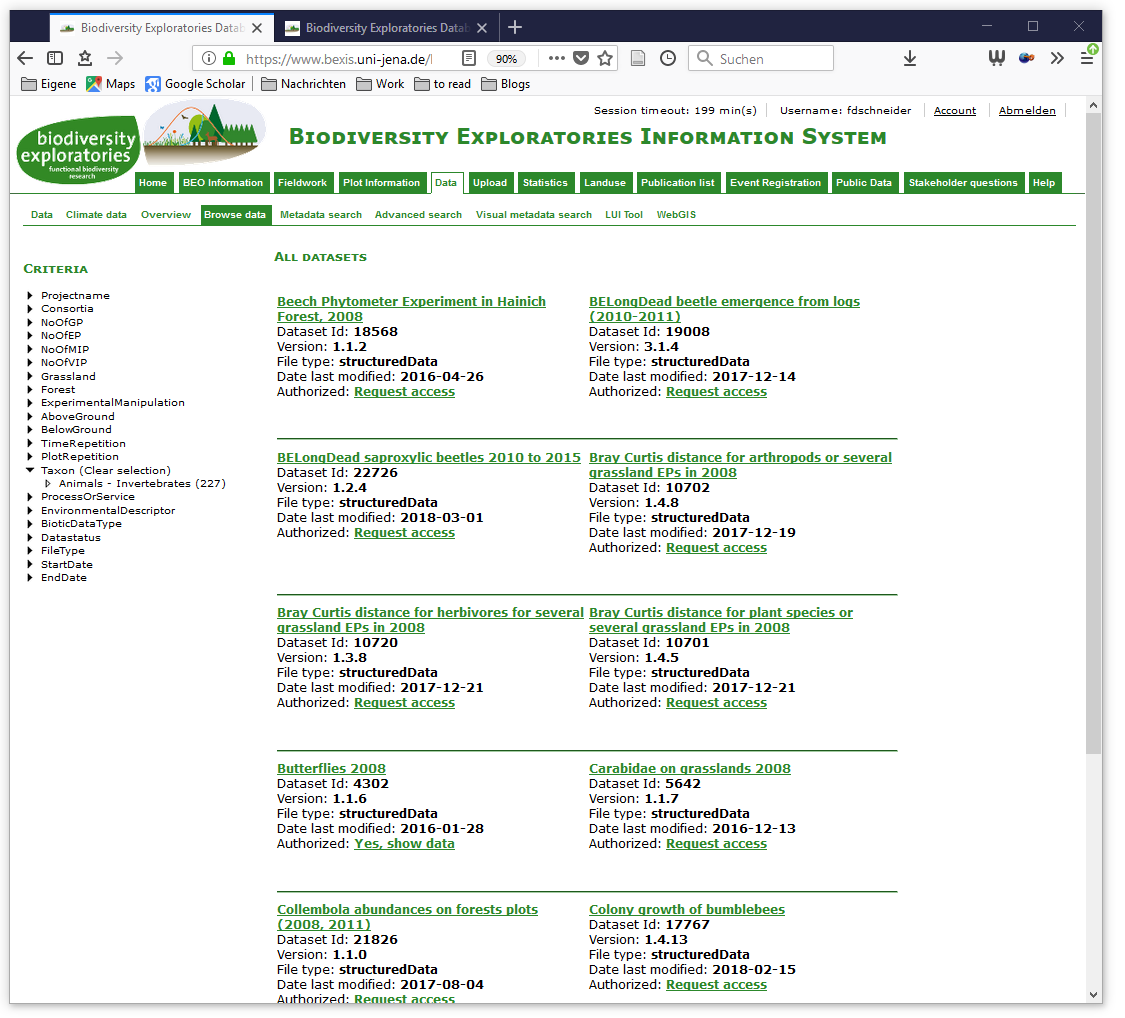 Biodiversity Exploratories Datab
Biodiversity Exploratories Datab
https://www.bexis.uni-jena.de/l
90%
Suchen
Eigene
Maps
Google Scholar
Nachrichten
Work
to read
Blogs
Session timeout: 199 min(s)
Username: fdschneider
Account
Abmelden
biodiversity
exploratories
functional biodiversity
research
Biodiversity Exploratories Information System
Home
BEO Information
Fieldwork
Plot Information
Data
Upload
Statistics
Landuse
Publication list
Event Registration
Public Data
Stakeholder questions
Help
Data
Climate data
Overview
Browse data
Metadata search
Advanced search
Visual metadata search
LUI Tool
WebGIS
Criteria
Projectname
Consortia
NoOfGP
NoOfEP
NoOfMIP
NoOfVIP
Grassland
Forest
ExperimentalManipulation
AboveGround
BelowGround
TimeRepetition
PlotRepetition
Taxon (Clear selection)
Animals - Invertebrates (227)
ProcessOrService
EnvironmentalDescriptor
BioticDataType
Datastatus
FileType
StartDate
EndDate
All datasets
Beech Phytometer Experiment in Hainich
Forest, 2008
Dataset Id: 18568
Version: 1.1.2
File type: structuredData
Date last modified: 2016-04-26
Authorized: Request access
BELongDead beetle emergence from logs
(2010-2011)
Dataset Id: 19008
Version: 3.1.4
File type: structuredData
Date last modified: 2017-12-14
Authorized: Request access
BELongDead saproxylic beetles 2010 to 2015
Dataset Id: 22726
Version: 1.2.4
File type: structuredData
Date last modified: 2018-03-01
Authorized: Request access
Bray Curtis distance for arthropods or several
grassland EPs in 2008
Dataset Id: 10702
Version: 1.4.8
File type: structuredData
Date last modified: 2017-12-19
Authorized: Request access
Bray Curtis distance for herbivores for several
grassland EPs in 2008
Dataset Id: 10720
Version: 1.3.8
File type: structuredData
Date last modified: 2017-12-21
Authorized: Request access
Bray Curtis distance for plant species or
several grassland EPs in 2008
Dataset Id: 10701
Version: 1.4.5
File type: structuredData
Date last modified: 2017-12-21
Authorized: Request access
Butterflies 2008
Dataset Id: 4302
Version: 1.1.6
File type: structuredData
Date last modified: 2016-01-28
Authorized: Yes, show data
Carabidae on grasslands 2008
Dataset Id: 5642
Version: 1.1.7
File type: structuredData
Date last modified: 2016-12-13
Authorized: Request access
Collembola abundances on forests plots
(2008, 2011)
Dataset Id: 21826
Version: 1.1.0
File type: structuredData
Date last modified: 2017-08-04
Authorized: Request access
Colony growth of bumblebees
Dataset Id: 17767
Version: 1.4.13
File type: structuredData
Date last modified: 2018-02-15
Authorized: Request access